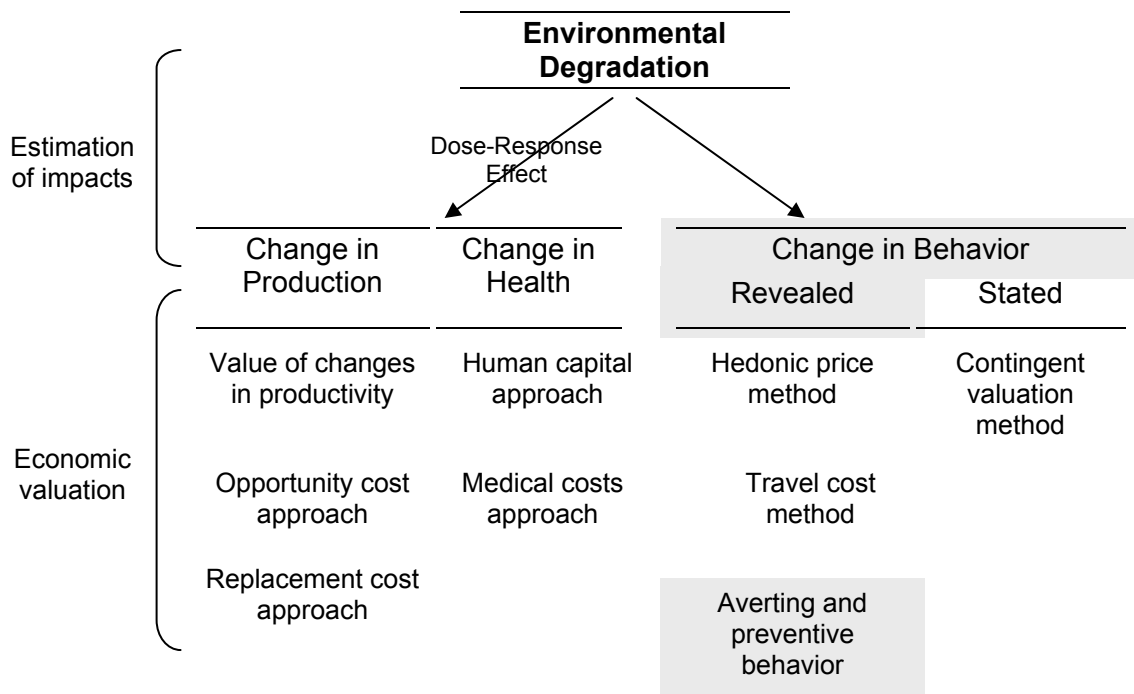 Environmental
Degradation
Estimation
of impacts
Dose-Response
Effect
Change in
Production
Change in
Health
Change in Behavior
Revealed
Stated
Economic
valuation
Value of changes
in productivity
Human capital
approach
Hedonic price
method
Contingent
valuation
method
Opportunity cost
approach
Medical costs
approach
Travel cost
method
Replacement cost
approach
Averting and
preventive
behavior